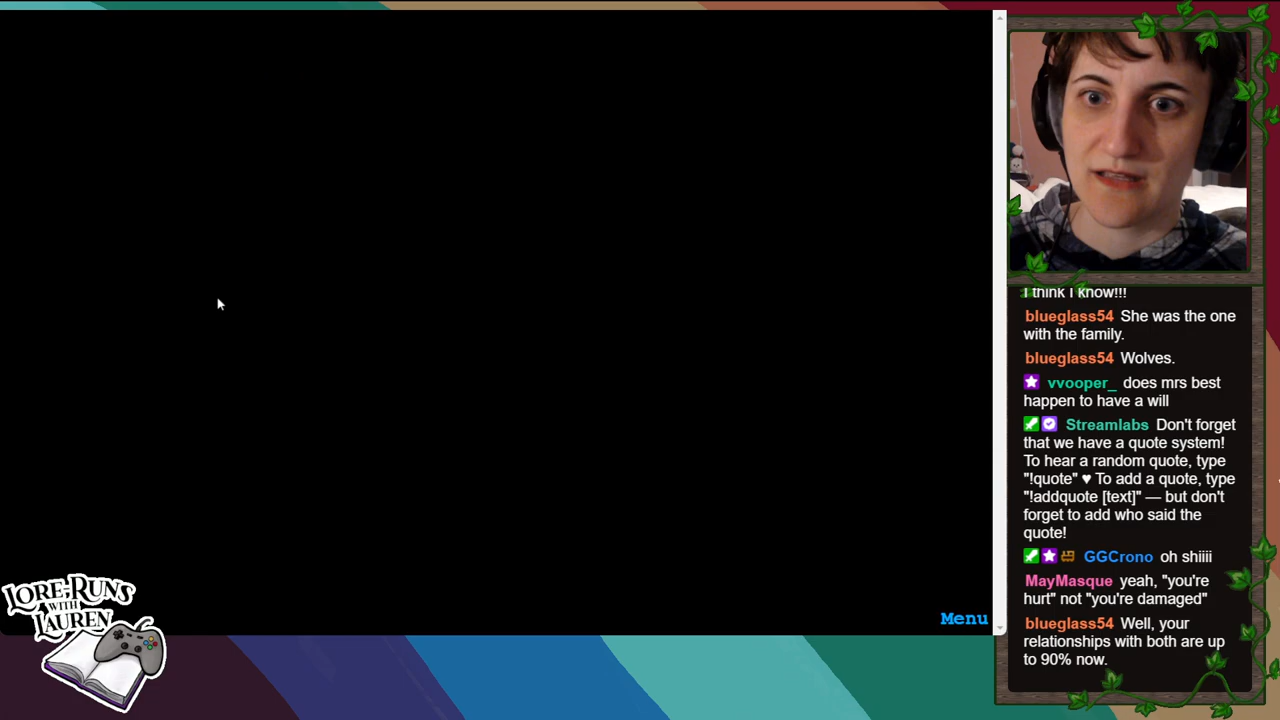 I think I know!!!
blueglass54 She was the one
with the family.
blueglass54 Wolves.
vvooper_ does mrs best
happen to have a will
Streamlabs Don't forget
that we have a quote system!
To hear a random quote, type
"!quote" ♥ To add a quote, type
"!addquote [text]" — but don't
forget to add who said the
quote!
GGCrono oh shiiii
MayMasque yeah, "you're
hurt" not "you're damaged"
blueglass54 Well, your
relationships with both are up
to 90% now.
Menu
LORE-RUNS
WITH
LAUREN